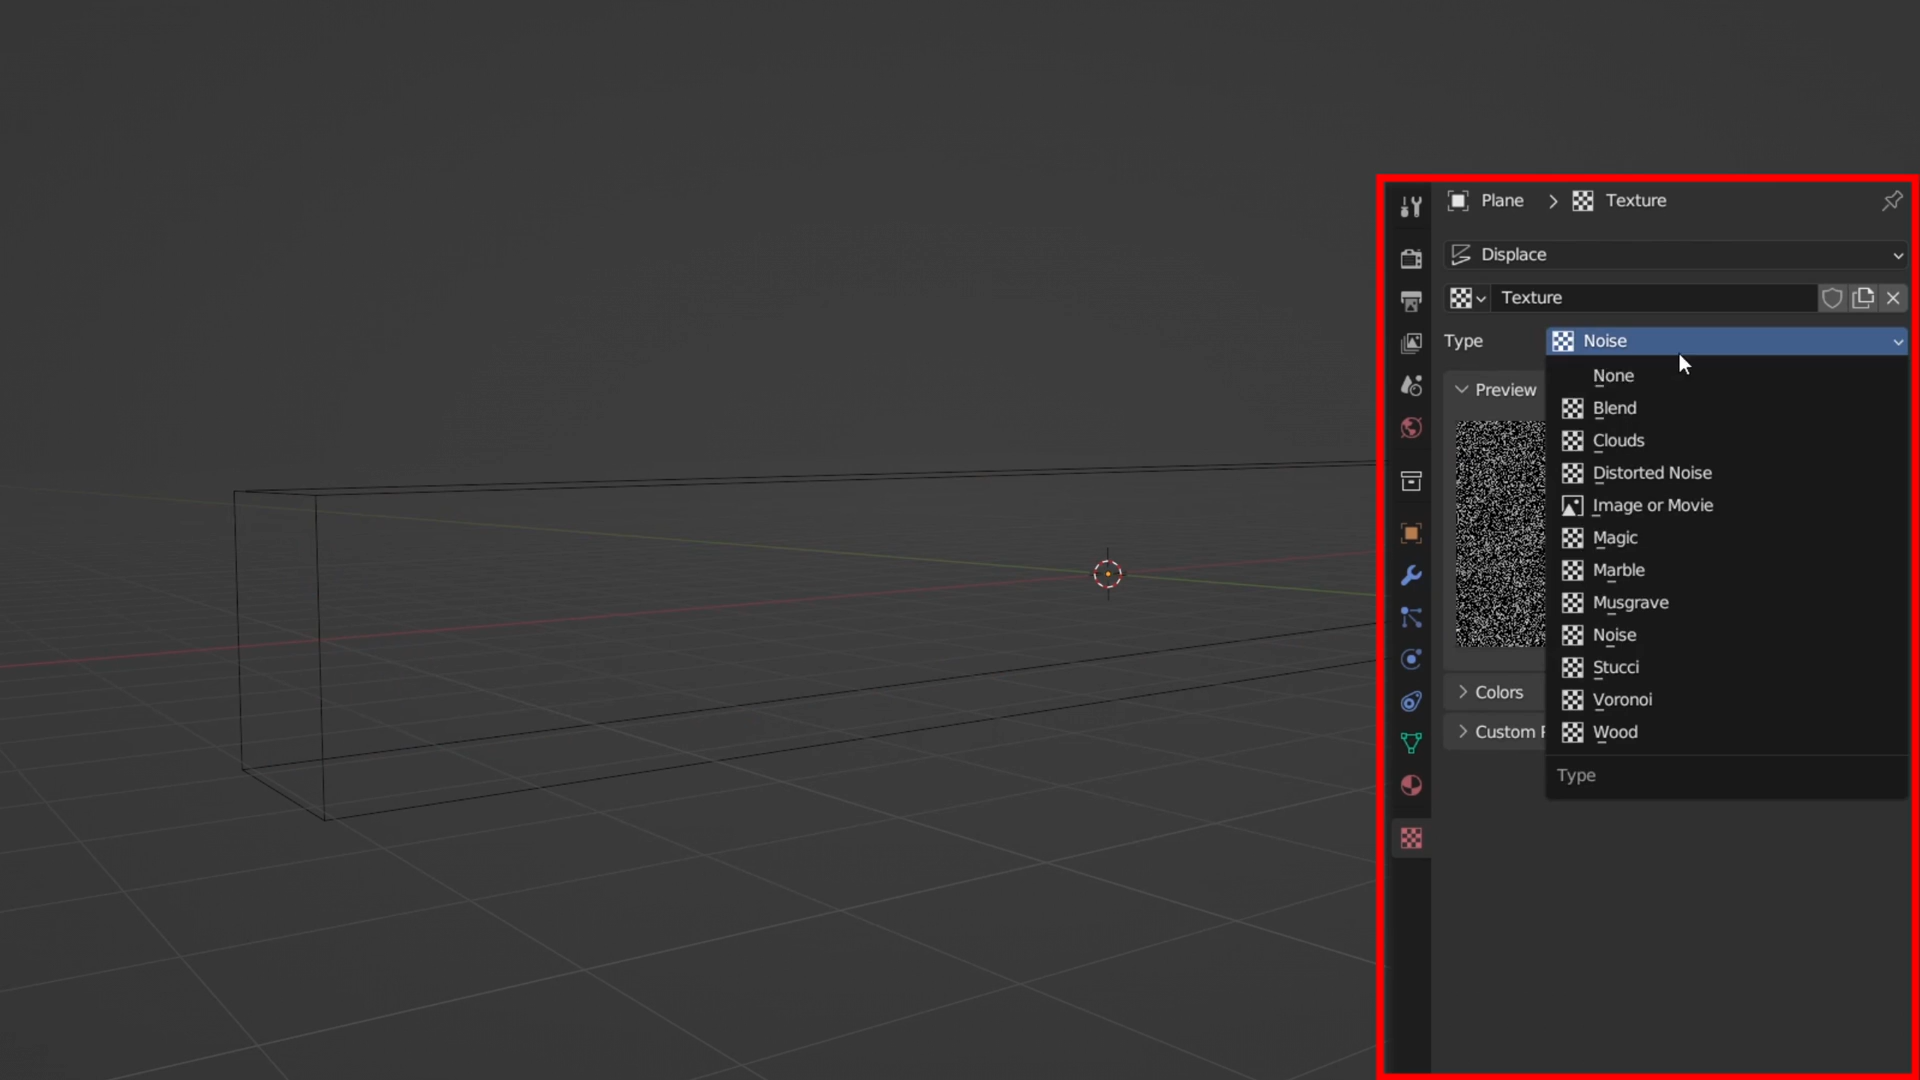 Plane > Texture
Displace
Texture
Type Noise
None
Preview
Blend
Clouds
Distorted Noise
Image or Movie
Magic
Marble
Musgrave
Noise
Stucci
Colors
Voronoi
Custom
Wood
Type